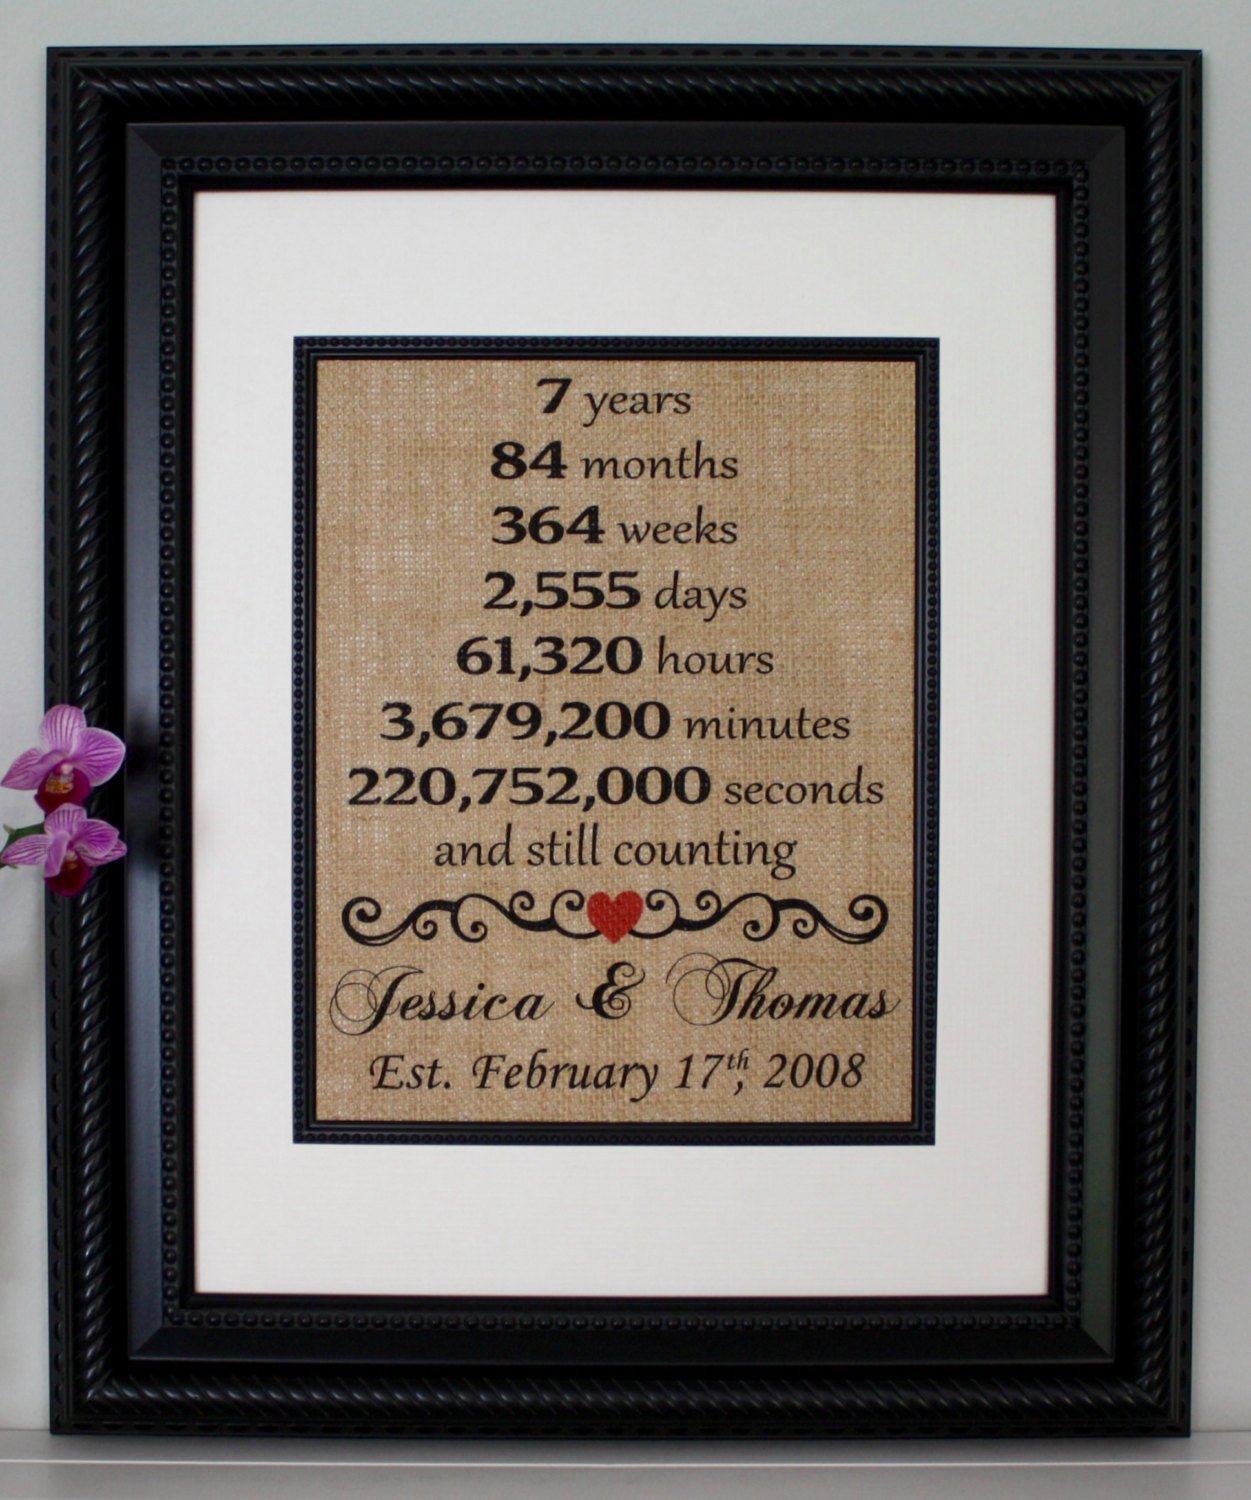 7 years
84 months
364 weeks
2,555 days
61,320 hours
3,679,200 minutes
220,752,000 seconds
and still counting
Jessica & Thomas
Est. February 17th, 2008